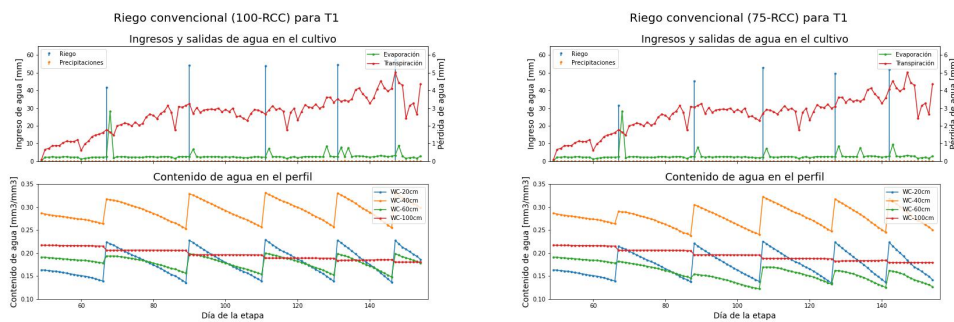 Riego convencional (100-RCC) para T1
Ingresos y salidas de agua en el cultivo
Ingreso de agua [mm]
60
50
40
30
20
10
0
Riego
Precipitaciones
Evaporación
Transpiración
6
5
4
3
2
1
0
Pérdida de agua [mm]
Contenido de agua en el perfil
Contenido de agua [mm3/mm3]
0.35
0.30
0.25
0.20
0.15
0.10
WC-20cm
WC-40cm
WC-60cm
WC-100cm
60
80
100
120
140
Día de la etapa
Riego convencional (75-RCC) para T1
Ingresos y salidas de agua en el cultivo
Ingreso de agua [mm]
60
50
40
30
20
10
0
Riego
Precipitaciones
Evaporación
Transpiración
6
5
4
3
2
1
0
Pérdida de agua [mm]
Contenido de agua en el perfil
Contenido de agua [mm3/mm3]
0.35
0.30
0.25
0.20
0.15
0.10
WC-20cm
WC-40cm
WC-60cm
WC-100cm
60
80
100
120
140
Día de la etapa